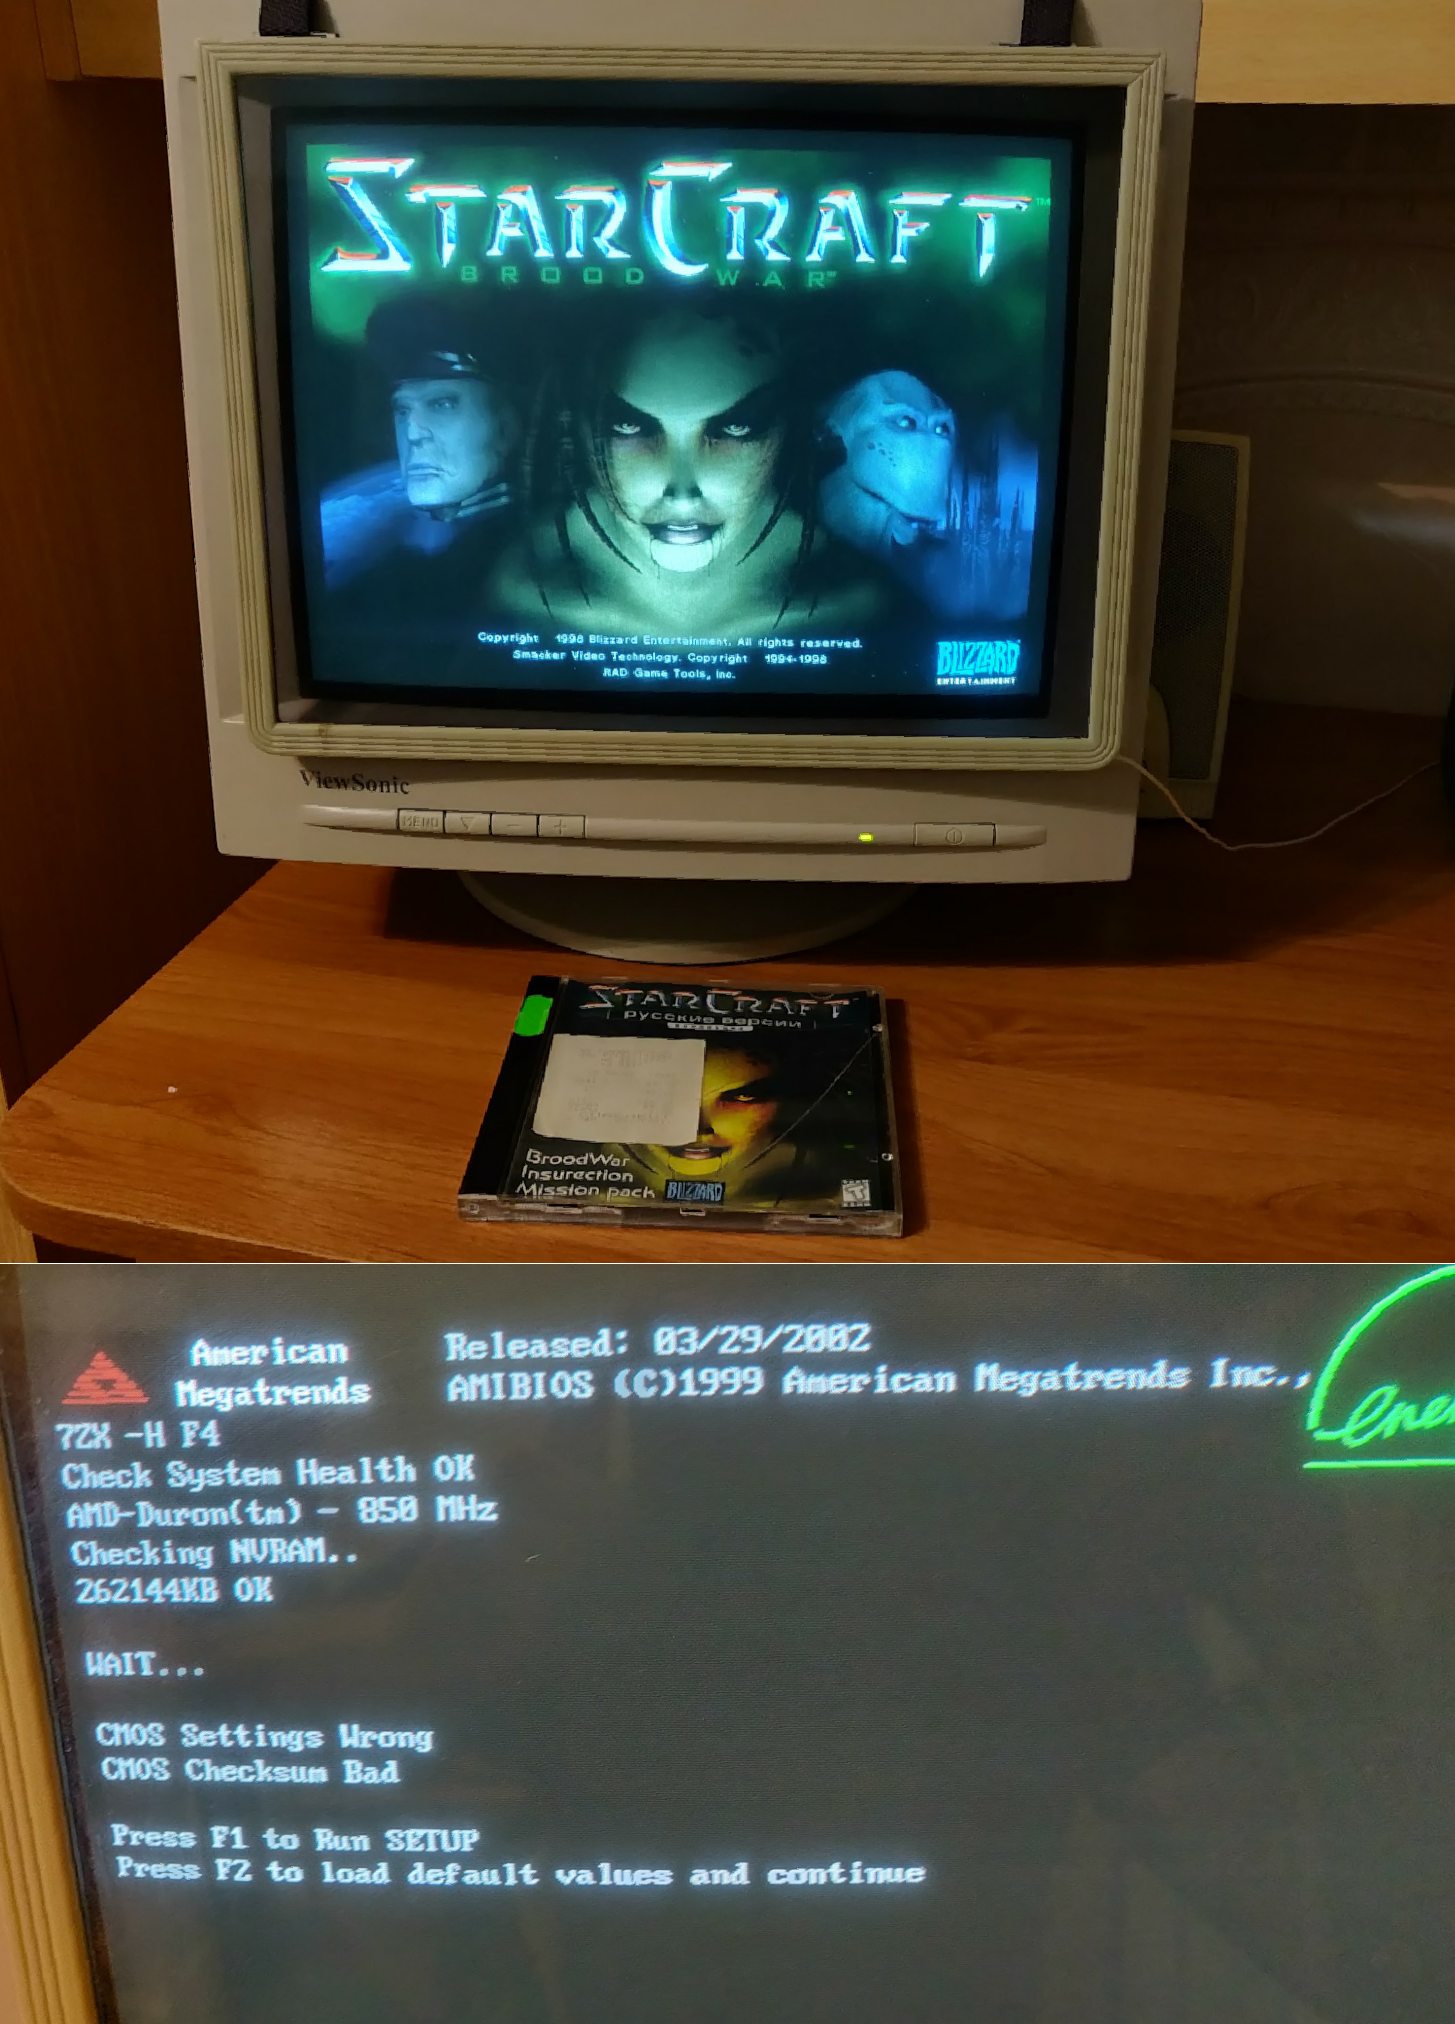 STARCRAFT™
BROOD WAR™
Copyright 1998 Blizzard Entertainment. All rights reserved.
Smacker Video Technology. Copyright 1994-1998
RAD Game Tools, Inc.
BLIZZARD
ENTERTAINMENT
ViewSonic
MENU
STARCRAFT
русские версии
BroodWar
Insurection
Mission pack
BLIZZARD
T
American
Megatrends
Released: 03/29/2002
AMIBIOS (C)1999 American Megatrends Inc.,
ene
7ZX -H F4
Check System Health OK
AMD-Duron(tm) - 850 MHz
Checking NVRAM..
262144KB OK
WAIT...
CMOS Settings Wrong
CMOS Checksum Bad
Press F1 to Run SETUP
Press F2 to load default values and continue